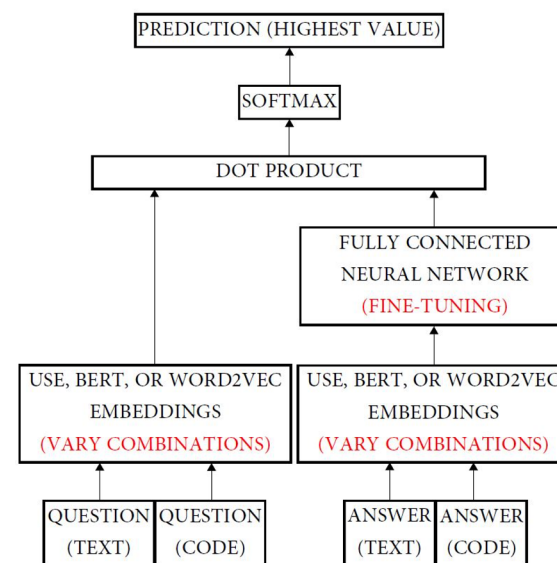 PREDICTION (HIGHEST VALUE)
SOFTMAX
DOT PRODUCT
FULLY CONNECTED
NEURAL NETWORK
(FINE-TUNING)
USE, BERT, OR WORD2VEC
EMBEDDINGS
(VARY COMBINATIONS)
USE, BERT, OR WORD2VEC
EMBEDDINGS
(VARY COMBINATIONS)
QUESTION
(TEXT)
QUESTION
(CODE)
ANSWER
(TEXT)
ANSWER
(CODE)